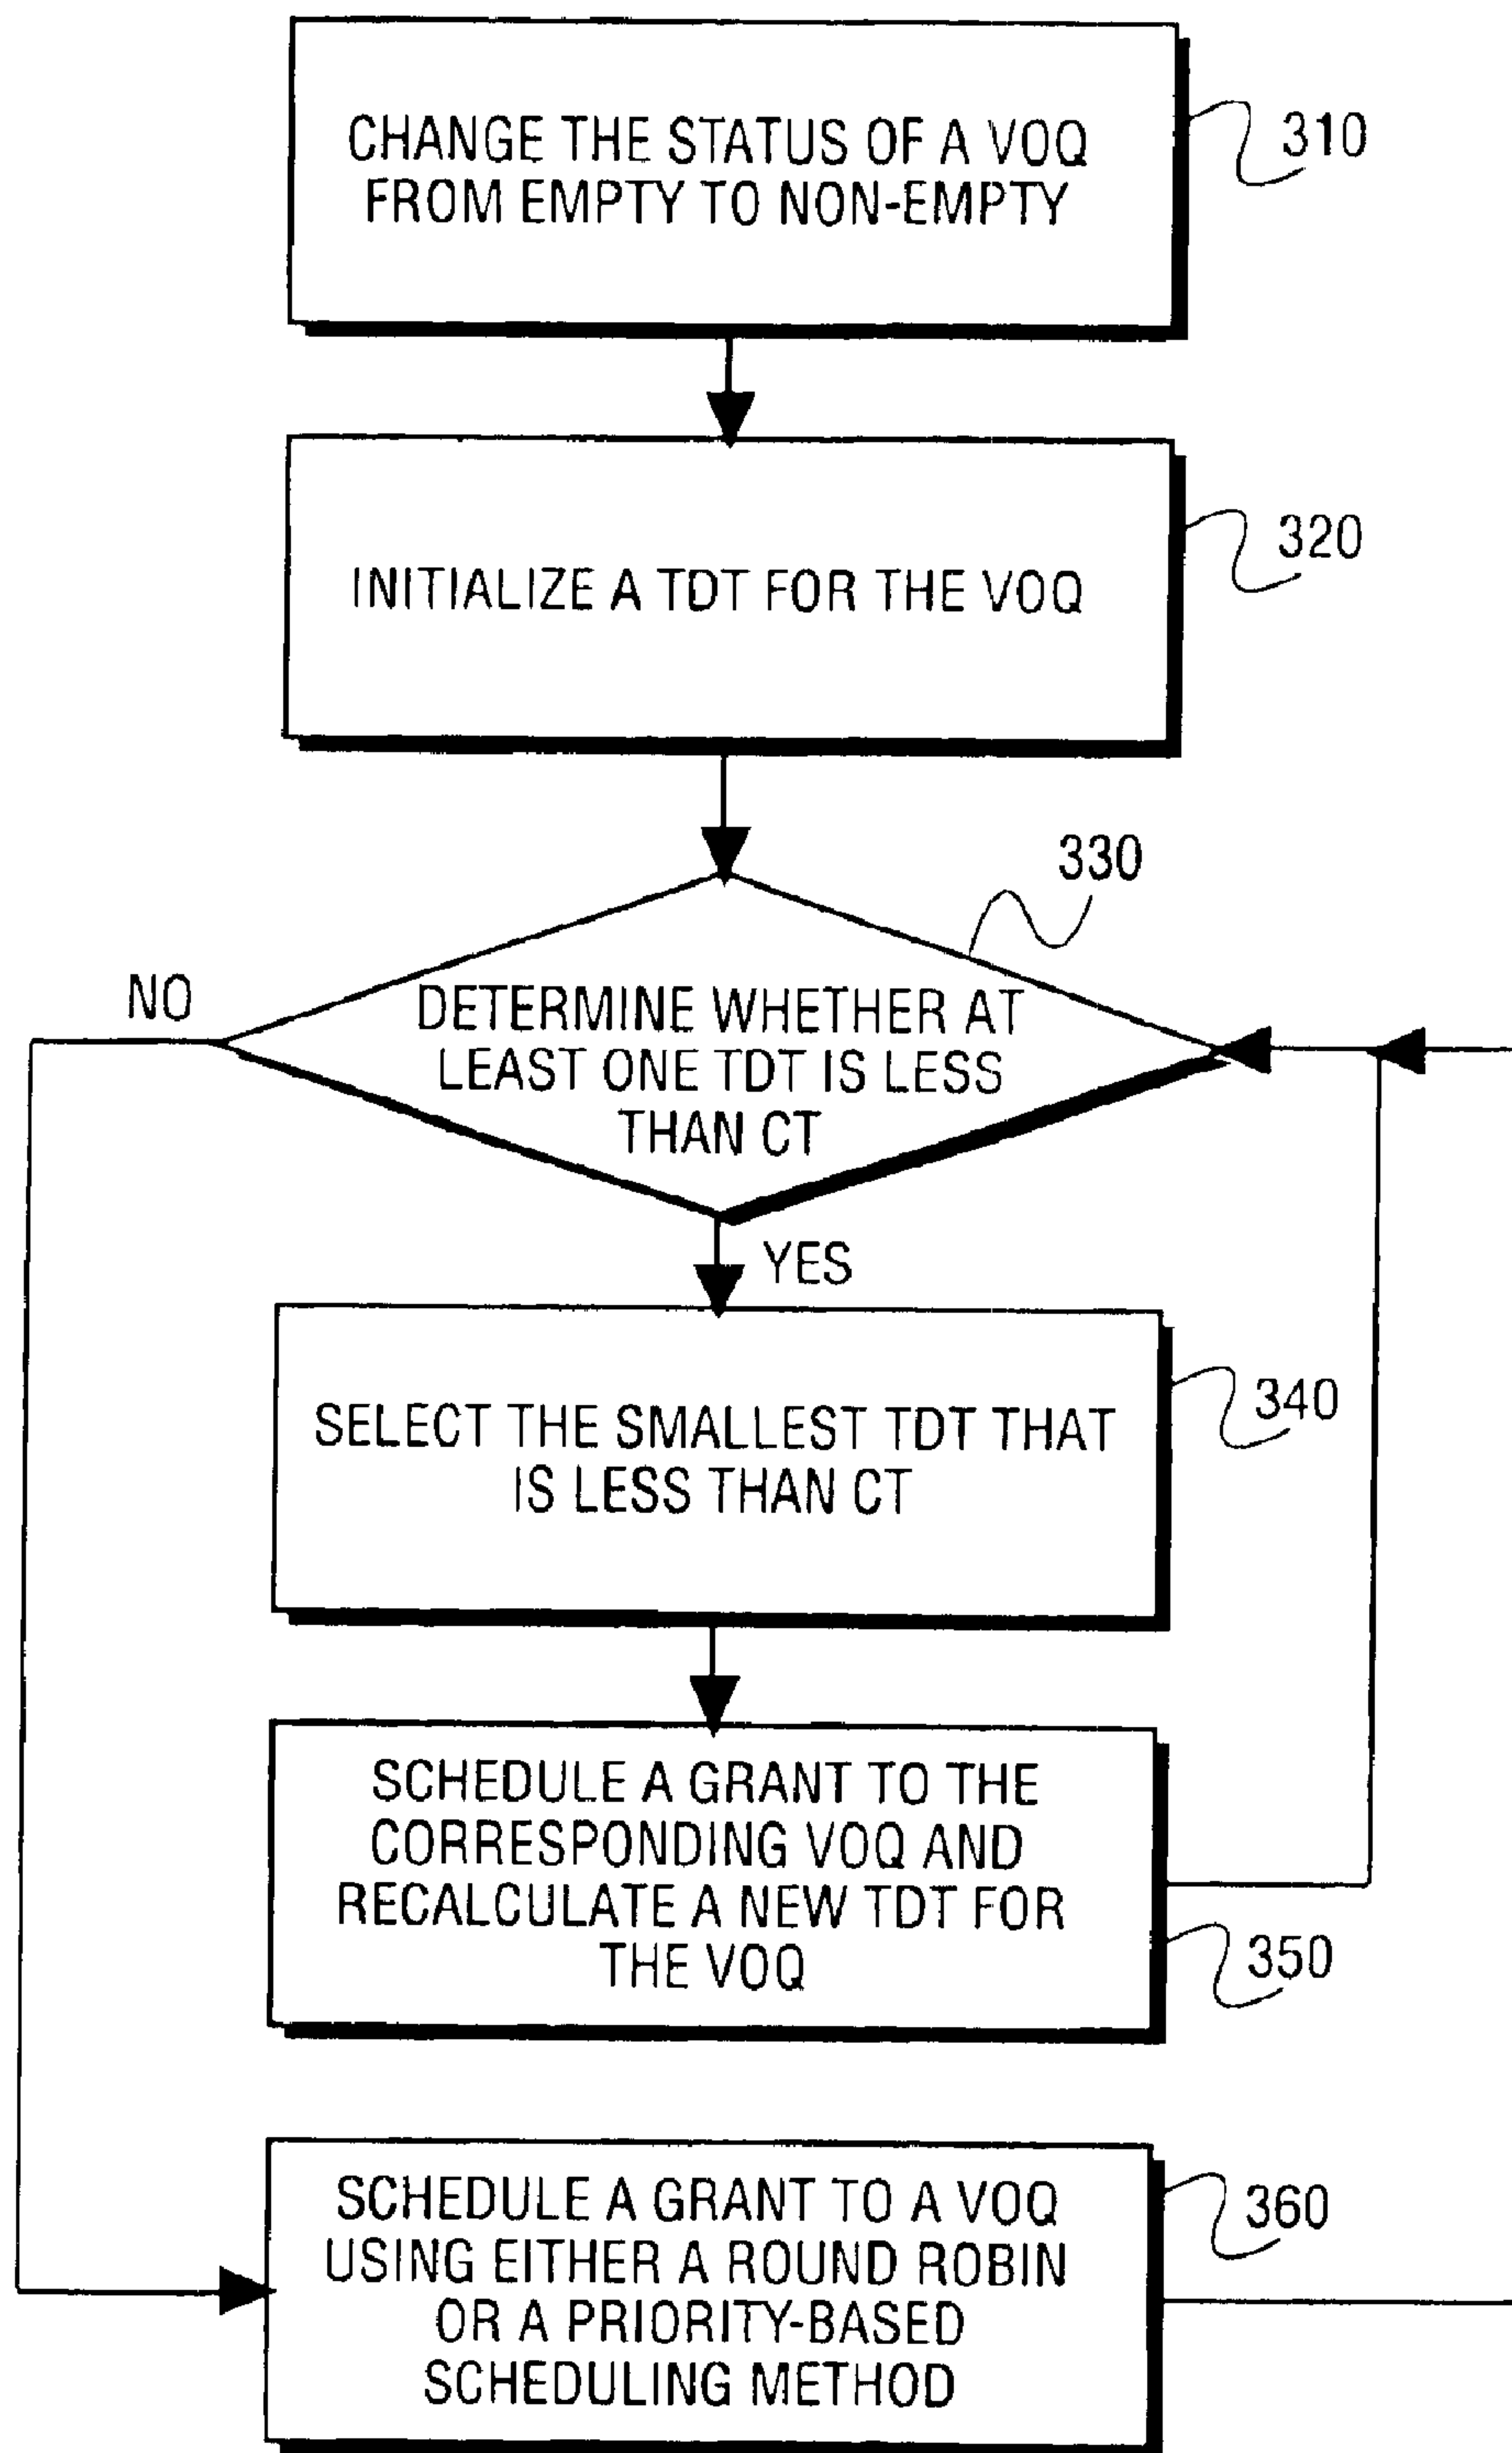 CHANGE THE STATUS OF A VOQ
FROM EMPTY TO NON-EMPTY
310
INITIALIZE A TDT FOR THE VOQ
320
330
NO
DETERMINE WHETHER AT
LEAST ONE TDT IS LESS
THAN CT
YES
SELECT THE SMALLEST TDT THAT
IS LESS THAN CT
340
SCHEDULE A GRANT TO THE
CORRESPONDING VOQ AND
RECALCULATE A NEW TDT FOR
THE VOQ
350
SCHEDULE A GRANT TO A VOQ
USING EITHER A ROUND ROBIN
OR A PRIORITY-BASED
SCHEDULING METHOD
360